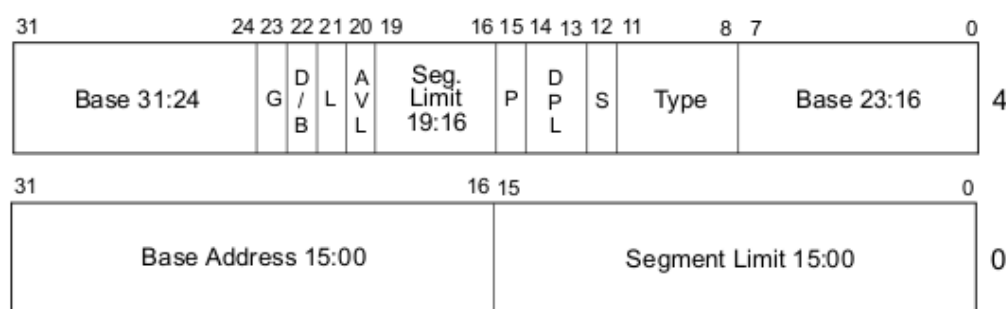 31 24 23 22 21 20 19 16 15 14 13 12 11 8 7 0
Base 31:24 G D/B L AVL Seg. Limit 19:16 P DPL S Type Base 23:16 4
31 16 15 0
Base Address 15:00 Segment Limit 15:00 0